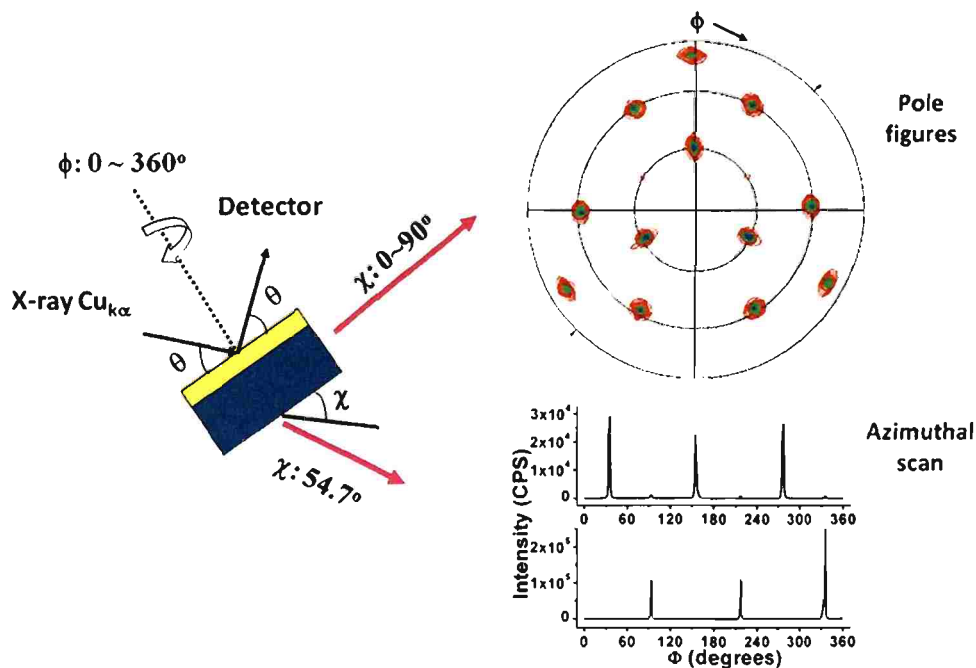 ϕ: 0 ~ 360°
Detector
χ: 0~90°
X-ray Cukα
θ
θ
χ
χ: 54.7°
ϕ
Pole
figures
Azimuthal
scan
Intensity (CPS)
3x10⁴
2x10⁴
1x10⁴
0
0 60 120 180 240 300 360
2x10⁵
1x10⁵
0
0 60 120 180 240 300 360
Φ (degrees)